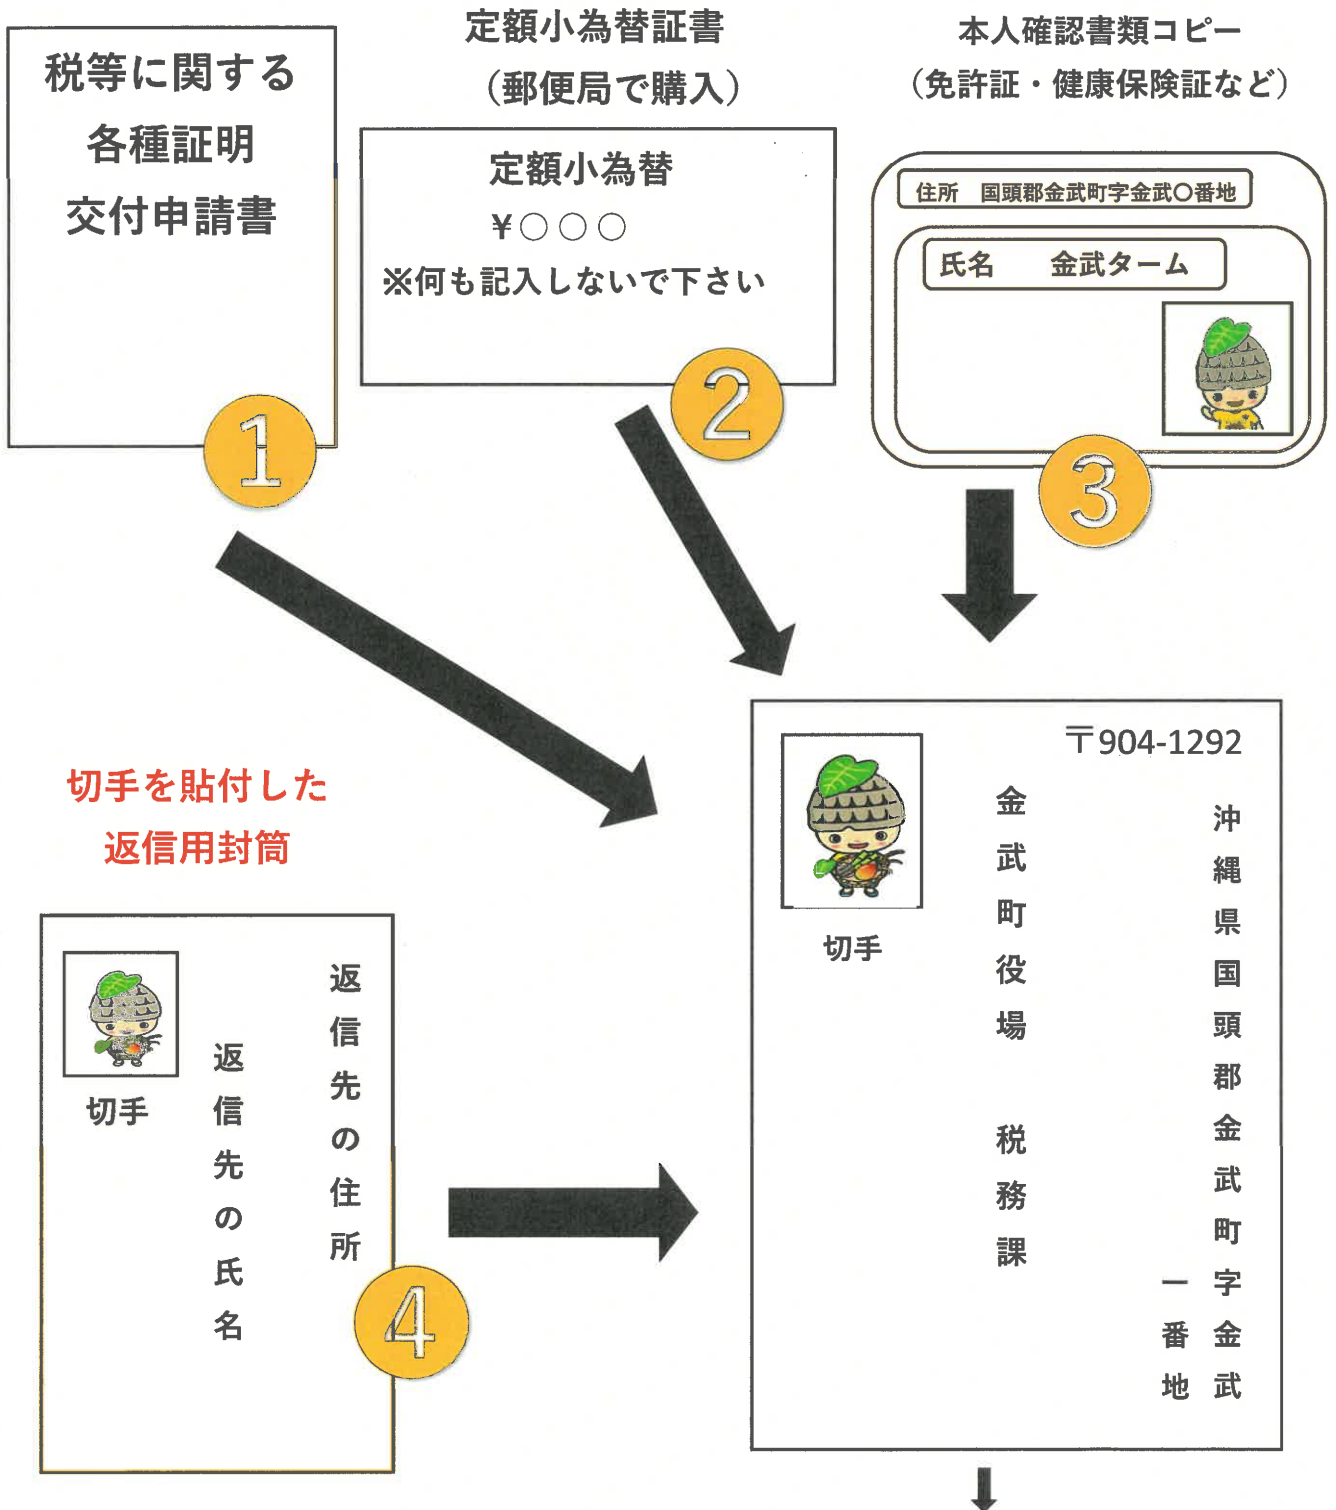 税等に関する
各種証明
交付申請書
1
定額小為替証書
（郵便局で購入）
定額小為替
¥○○○
※何も記入しないで下さい
2
本人確認書類コピー
（免許証・健康保険証など）
住所　国頭郡金武町字金武〇番地
氏名　金武ターム
3
切手を貼付した
返信用封筒
切手
返信先の住所
返信先の氏名
4
〒904-1292
沖縄県国頭郡金武町字金武
一番地
金武町役場　税務課
切手